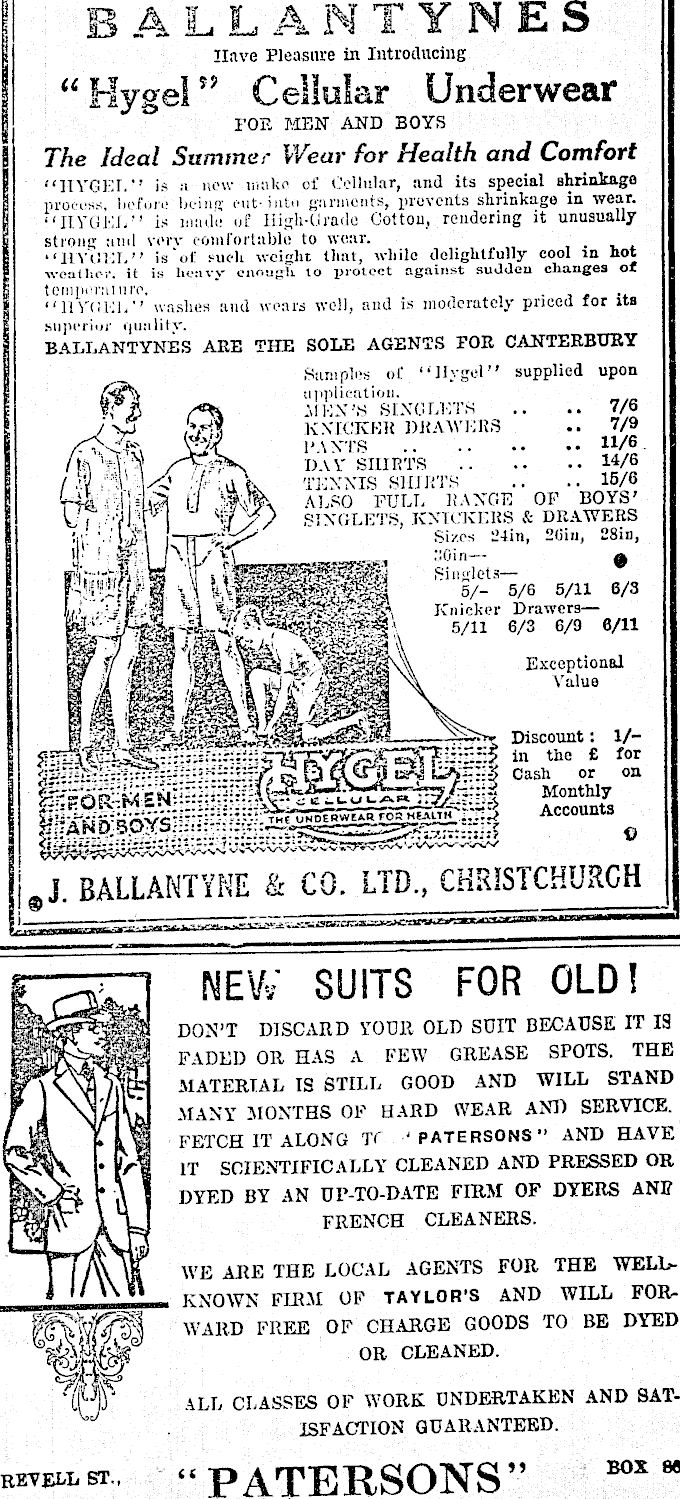 BALLANTYNES
Have Pleasure in Introducing
"Hygel" Cellular Underwear
FOR MEN AND BOYS
The Ideal Summer Wear for Health and Comfort
"HYGEL" is a new make of Cellular, and its special shrinkage
process, before being cut into garments, prevents shrinkage in wear.
"HYGEL" is made of High-Grade Cotton, rendering it unusually
strong and very comfortable to wear.
"HYGEL" is of such weight that, while delightfully cool in hot
weather, it is heavy enough to protect against sudden changes of
temperature.
"HYGEL" washes and wears well, and is moderately priced for its
superior quality.
BALLANTYNES ARE THE SOLE AGENTS FOR CANTERBURY
Samples of "Hygel" supplied upon
application.
MEN'S SINGLETS .. .. 7/6
KNICKER DRAWERS .. 7/9
PANTS .. .. .. .. 11/6
DAY SHIRTS .. .. .. 14/6
TENNIS SHIRTS .. .. 15/6
ALSO FULL RANGE OF BOYS'
SINGLETS, KNICKERS & DRAWERS
Sizes 24in, 26in, 28in,
30in—
Singlets—
5/- 5/6 5/11 6/3
Knicker Drawers—
5/11 6/3 6/9 6/11
Exceptional
Value
Discount: 1/-
in the £ for
Cash or on
Monthly
Accounts
HYGEL
CELLULAR
THE UNDERWEAR FOR HEALTH
FOR MEN
AND BOYS
J. BALLANTYNE & CO. LTD., CHRISTCHURCH
NEW SUITS FOR OLD!
DON'T DISCARD YOUR OLD SUIT BECAUSE IT IS
FADED OR HAS A FEW GREASE SPOTS. THE
MATERIAL IS STILL GOOD AND WILL STAND
MANY MONTHS OF HARD WEAR AND SERVICE.
FETCH IT ALONG TO "PATERSONS" AND HAVE
IT SCIENTIFICALLY CLEANED AND PRESSED OR
DYED BY AN UP-TO-DATE FIRM OF DYERS AND
FRENCH CLEANERS.
WE ARE THE LOCAL AGENTS FOR THE WELL-
KNOWN FIRM OF TAYLOR'S AND WILL FOR-
WARD FREE OF CHARGE GOODS TO BE DYED
OR CLEANED.
ALL CLASSES OF WORK UNDERTAKEN AND SAT-
ISFACTION GUARANTEED.
REVELL ST., "PATERSONS" BOX